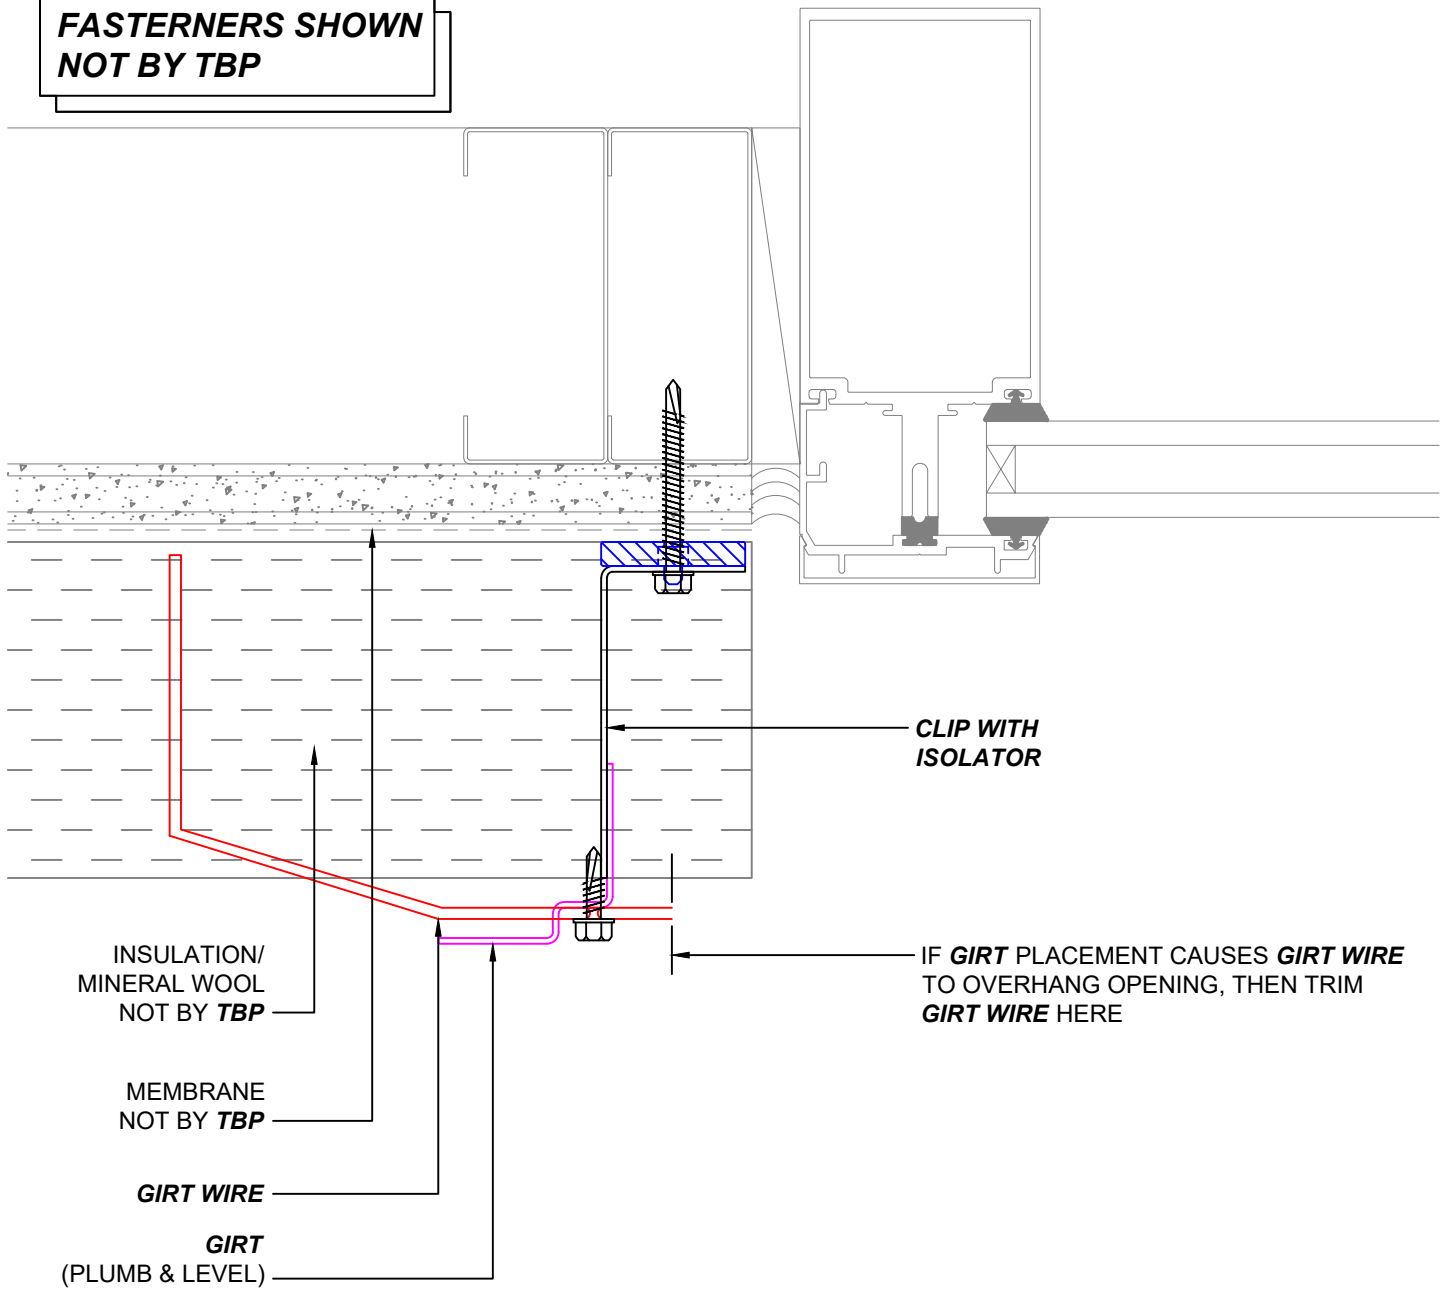 FASTERNERS SHOWN
NOT BY TBP
CLIP WITH
ISOLATOR
IF GIRT PLACEMENT CAUSES GIRT WIRE
TO OVERHANG OPENING, THEN TRIM
GIRT WIRE HERE
INSULATION/
MINERAL WOOL
NOT BY TBP
MEMBRANE
NOT BY TBP
GIRT WIRE
GIRT
(PLUMB & LEVEL)